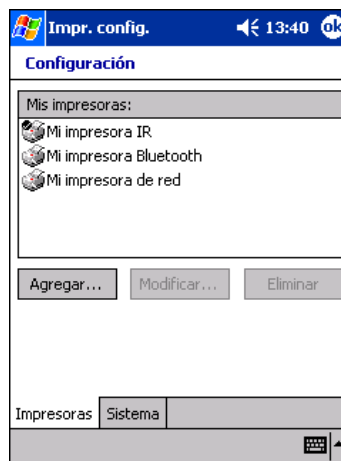 Impr. config. 13:40 ok
Configuración
Mis impresoras:
Mi impresora IR
Mi impresora Bluetooth
Mi impresora de red
Agregar... Modificar... Eliminar
Impresoras Sistema